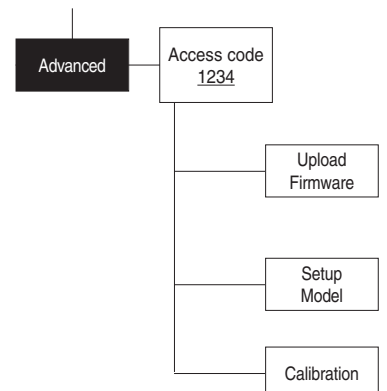 Advanced
Access code
1234
Upload
Firmware
Setup
Model
Calibration